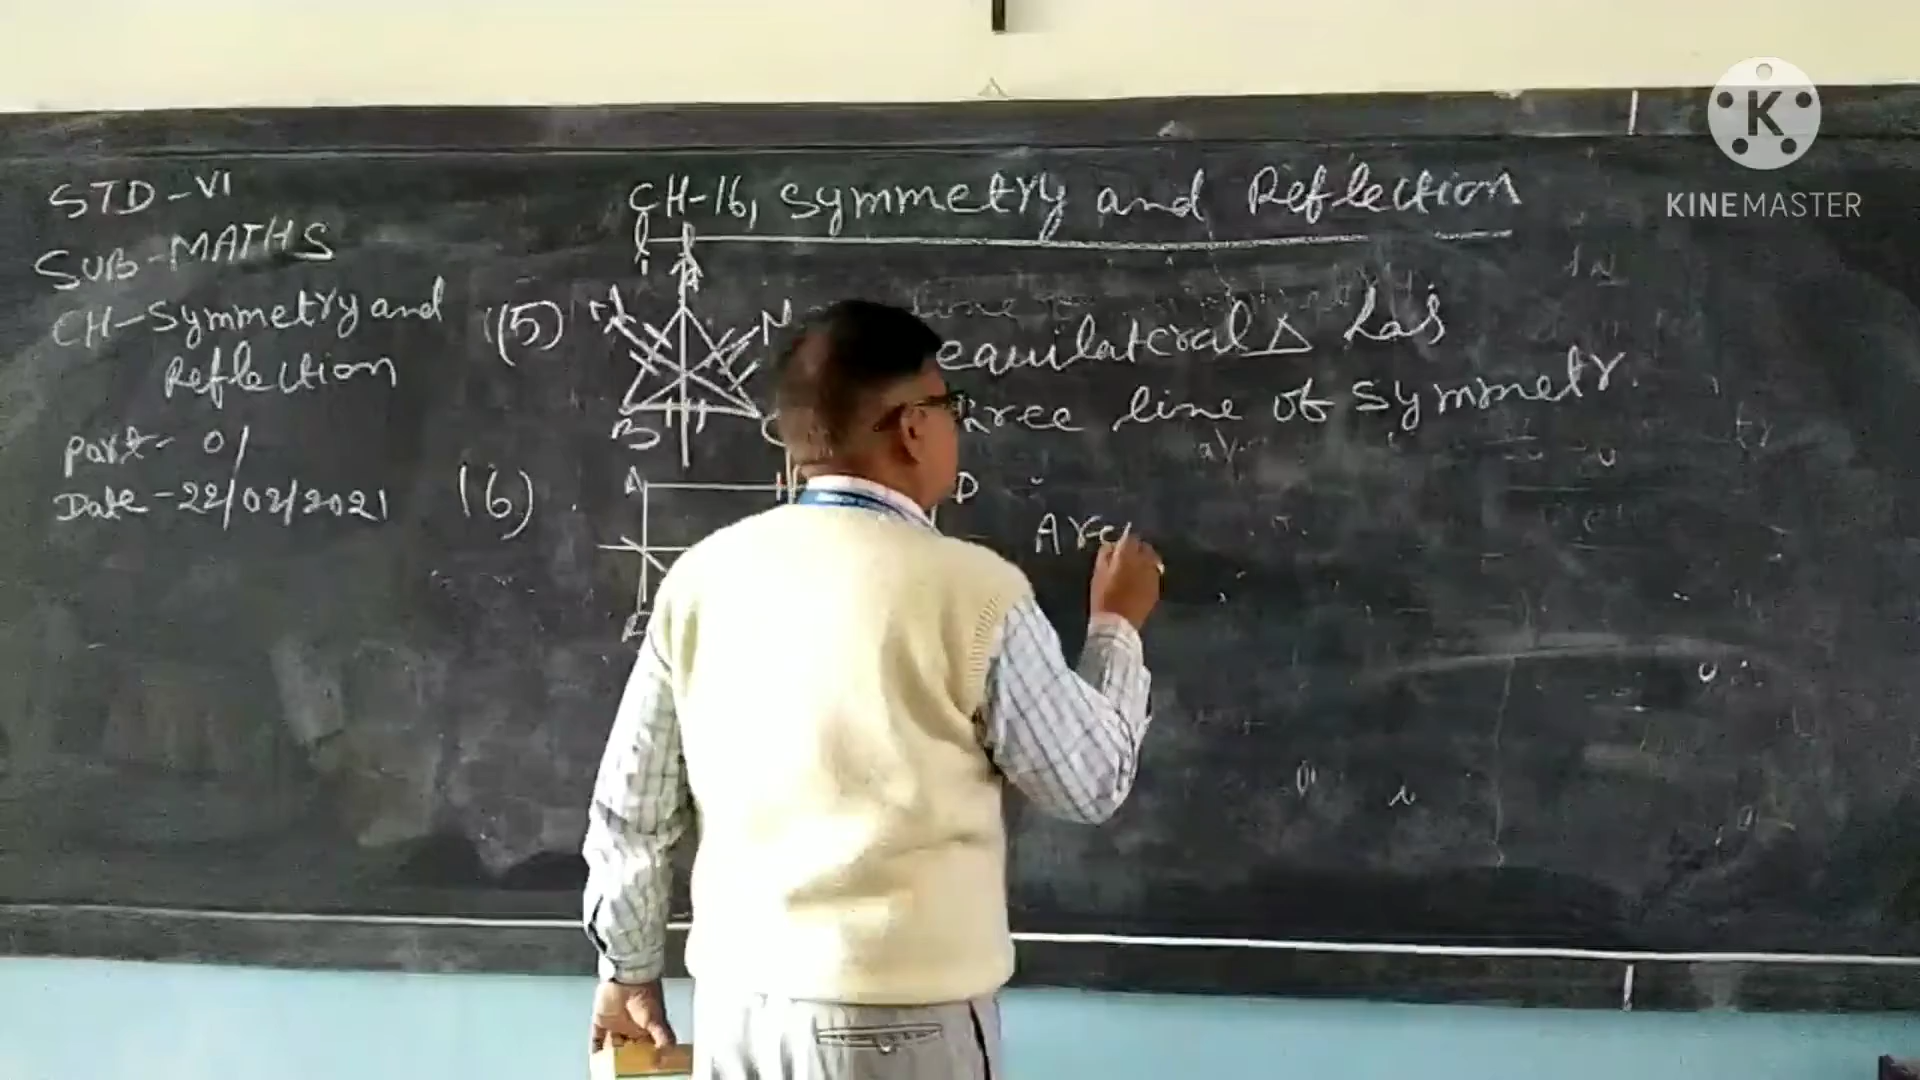 STD-VI
SUB-MATHS
CH-Symmetry and
Reflection
Part- 01
Date-22/02/2021
CH-16, Symmetry and Reflection
(5)
N
B
C
equilateral △ has
three line of Symmetr.
(6)
A
D
Are
K
KINEMASTER